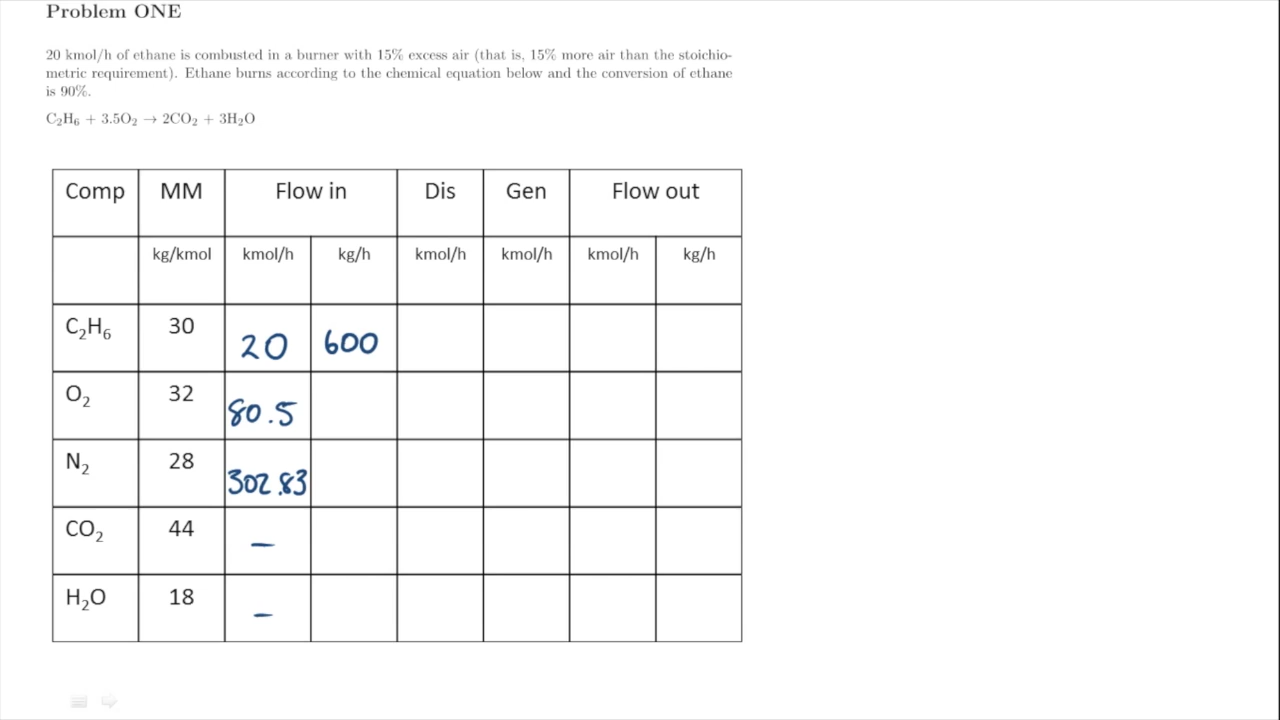 Problem ONE
20 kmol/h of ethane is combusted in a burner with 15% excess air (that is, 15% more air than the stoichio-
metric requirement). Ethane burns according to the chemical equation below and the conversion of ethane
is 90%.
C₂H₆ + 3.5O₂ → 2CO₂ + 3H₂O
Comp MM Flow in Dis Gen Flow out
kg/kmol kmol/h kg/h kmol/h kmol/h kmol/h kg/h
C₂H₆ 30 20 600
O₂ 32 80.5
N₂ 28 302.83
CO₂ 44 –
H₂O 18 –